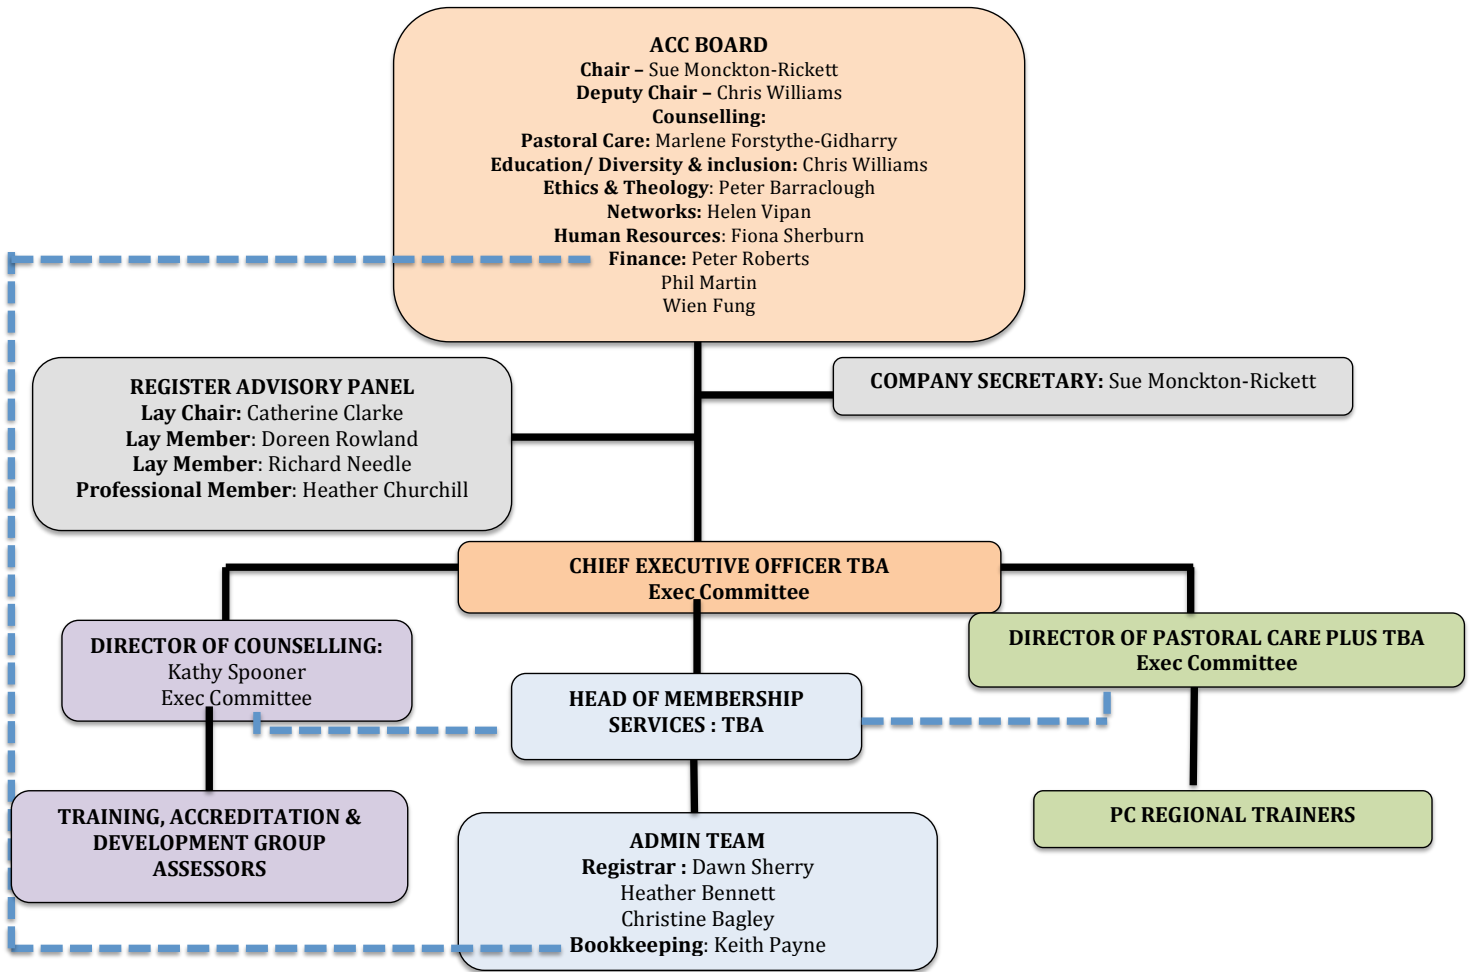 ACC BOARD
Chair – Sue Monckton-Rickett
Deputy Chair – Chris Williams
Counselling:
Pastoral Care: Marlene Forstythe-Gidharry
Education/ Diversity & inclusion: Chris Williams
Ethics & Theology: Peter Barraclough
Networks: Helen Vipan
Human Resources: Fiona Sherburn
Finance: Peter Roberts
Phil Martin
Wien Fung
REGISTER ADVISORY PANEL
Lay Chair: Catherine Clarke
Lay Member: Doreen Rowland
Lay Member: Richard Needle
Professional Member: Heather Churchill
COMPANY SECRETARY: Sue Monckton-Rickett
CHIEF EXECUTIVE OFFICER TBA
Exec Committee
DIRECTOR OF COUNSELLING:
Kathy Spooner
Exec Committee
HEAD OF MEMBERSHIP
SERVICES : TBA
DIRECTOR OF PASTORAL CARE PLUS TBA
Exec Committee
TRAINING, ACCREDITATION &
DEVELOPMENT GROUP
ASSESSORS
ADMIN TEAM
Registrar : Dawn Sherry
Heather Bennett
Christine Bagley
Bookkeeping: Keith Payne
PC REGIONAL TRAINERS